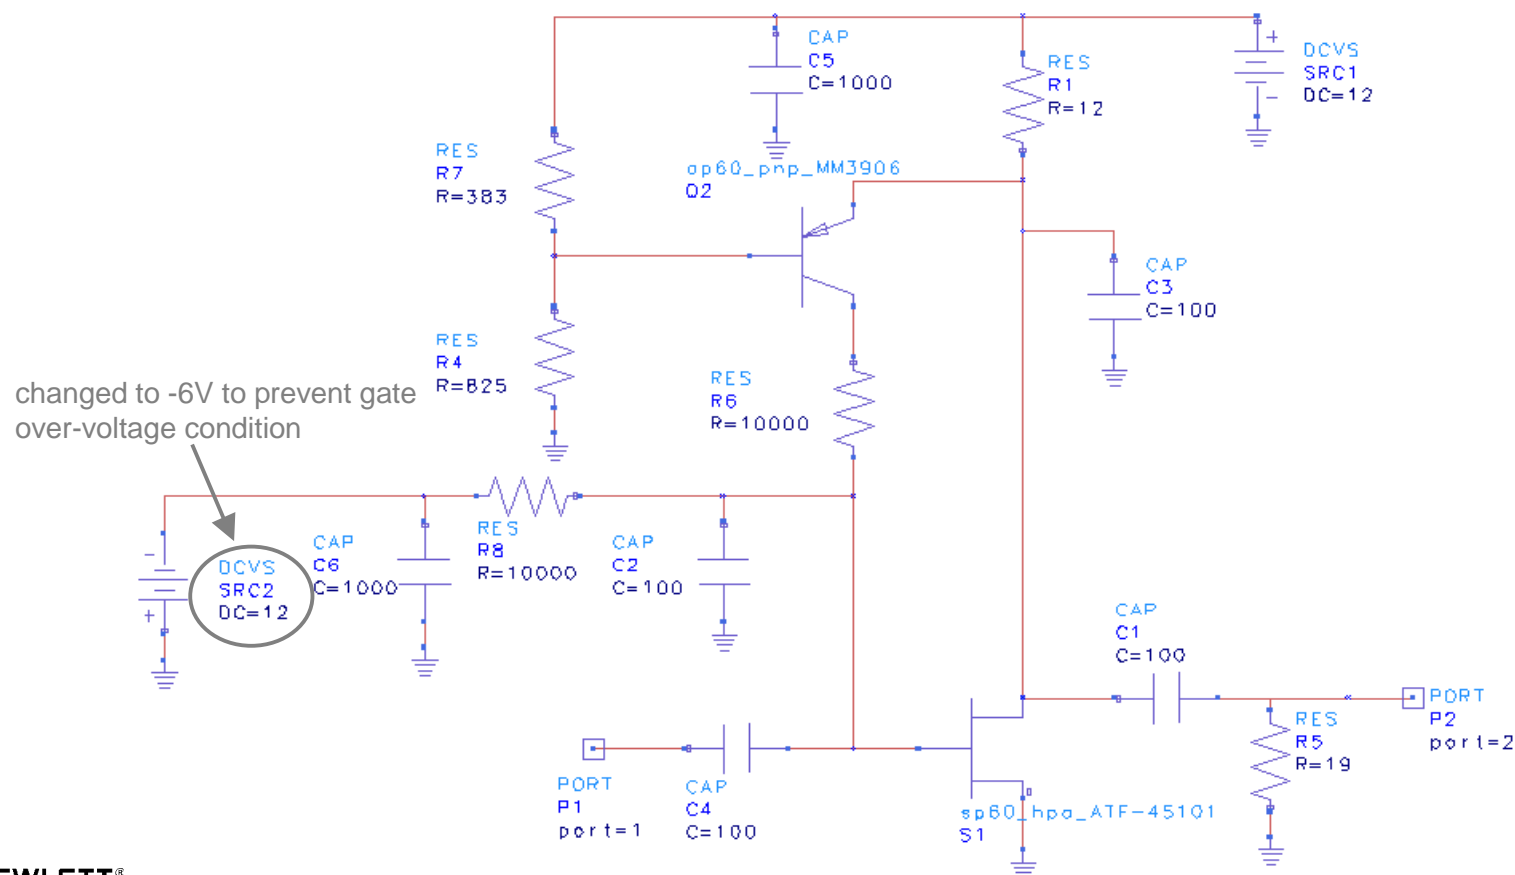 CAP
C5
C=1000
RES
R1
R=12
DCVS
SRC1
DC=12
+
−
RES
R7
R=383
ap60_pnp_MM3906
Q2
CAP
C3
C=100
RES
R4
R=825
RES
R6
R=10000
changed to -6V to prevent gate
over-voltage condition
−
+
DCVS
SRC2
DC=12
CAP
C6
C=1000
RES
R8
R=10000
CAP
C2
C=100
CAP
C1
C=100
PORT
P2
port=2
RES
R5
R=19
PORT
P1
port=1
CAP
C4
C=100
sp60_hpa_ATF-45101
S1